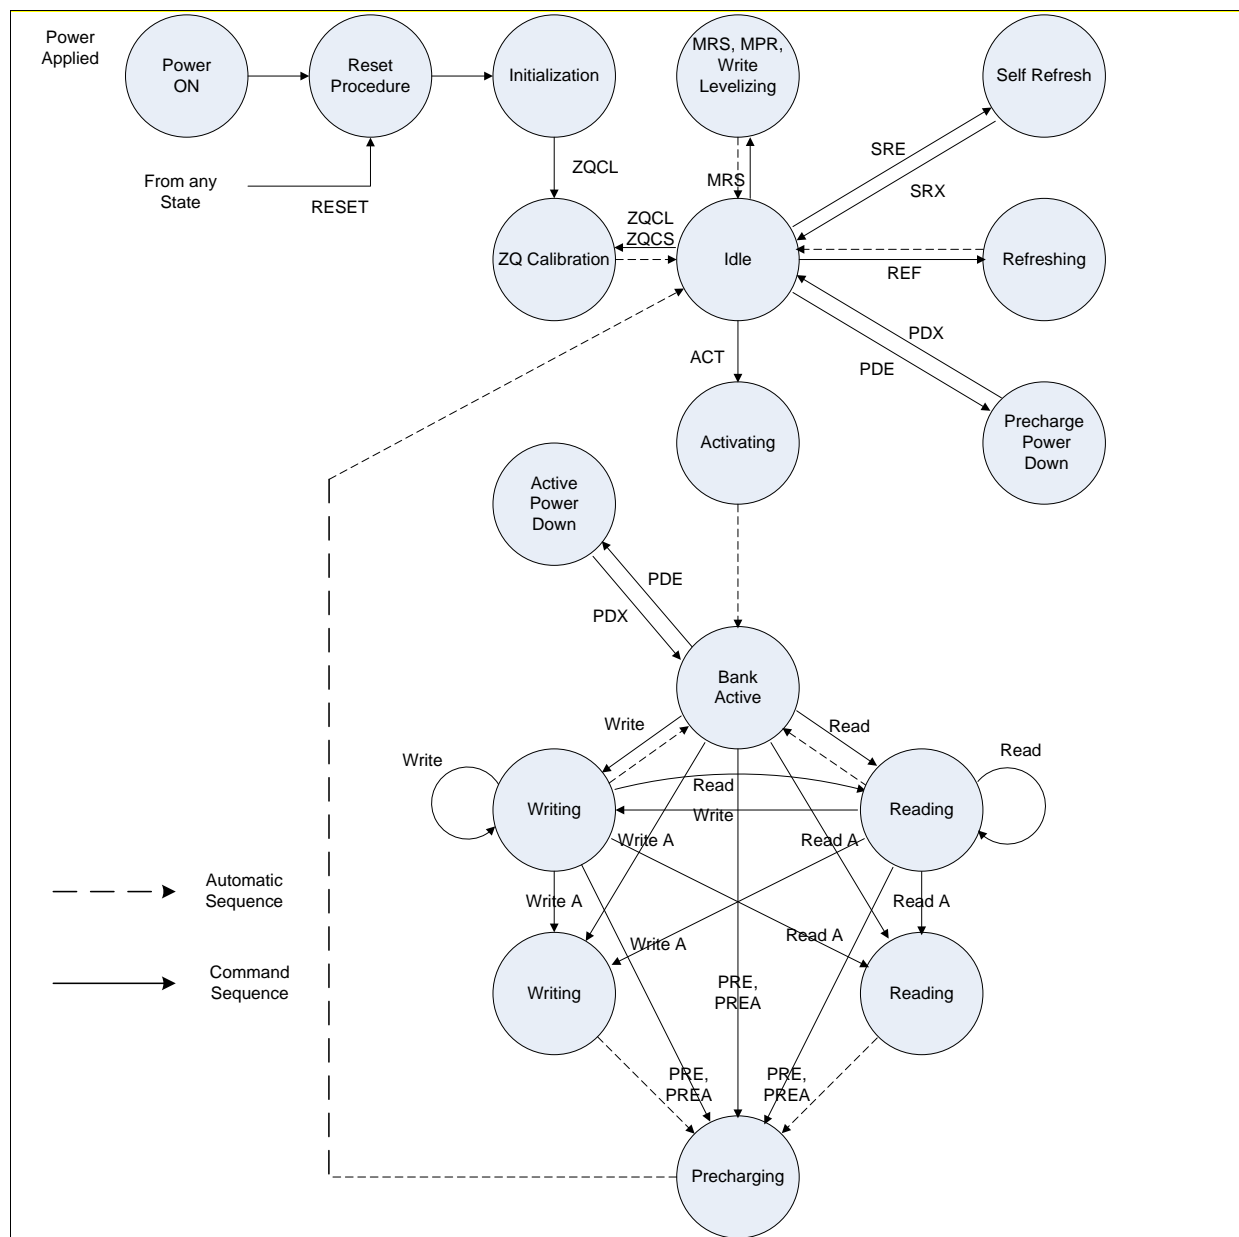 Power
Applied
Power
ON
Reset
Procedure
Initialization
MRS, MPR,
Write
Levelizing
Self Refresh
From any
State
RESET
ZQCL
MRS
SRE
SRX
ZQCL
ZQCS
ZQ Calibration
Idle
REF
Refreshing
ACT
PDX
PDE
Activating
Precharge
Power
Down
Active
Power
Down
PDE
PDX
Bank
Active
Write
Read
Write
Read
Writing
Read
Write
Reading
Write A
Read A
Automatic
Sequence
Write A
Read A
Write A
Read A
Command
Sequence
Writing
PRE,
PREA
Reading
PRE,
PREA
PRE,
PREA
Precharging